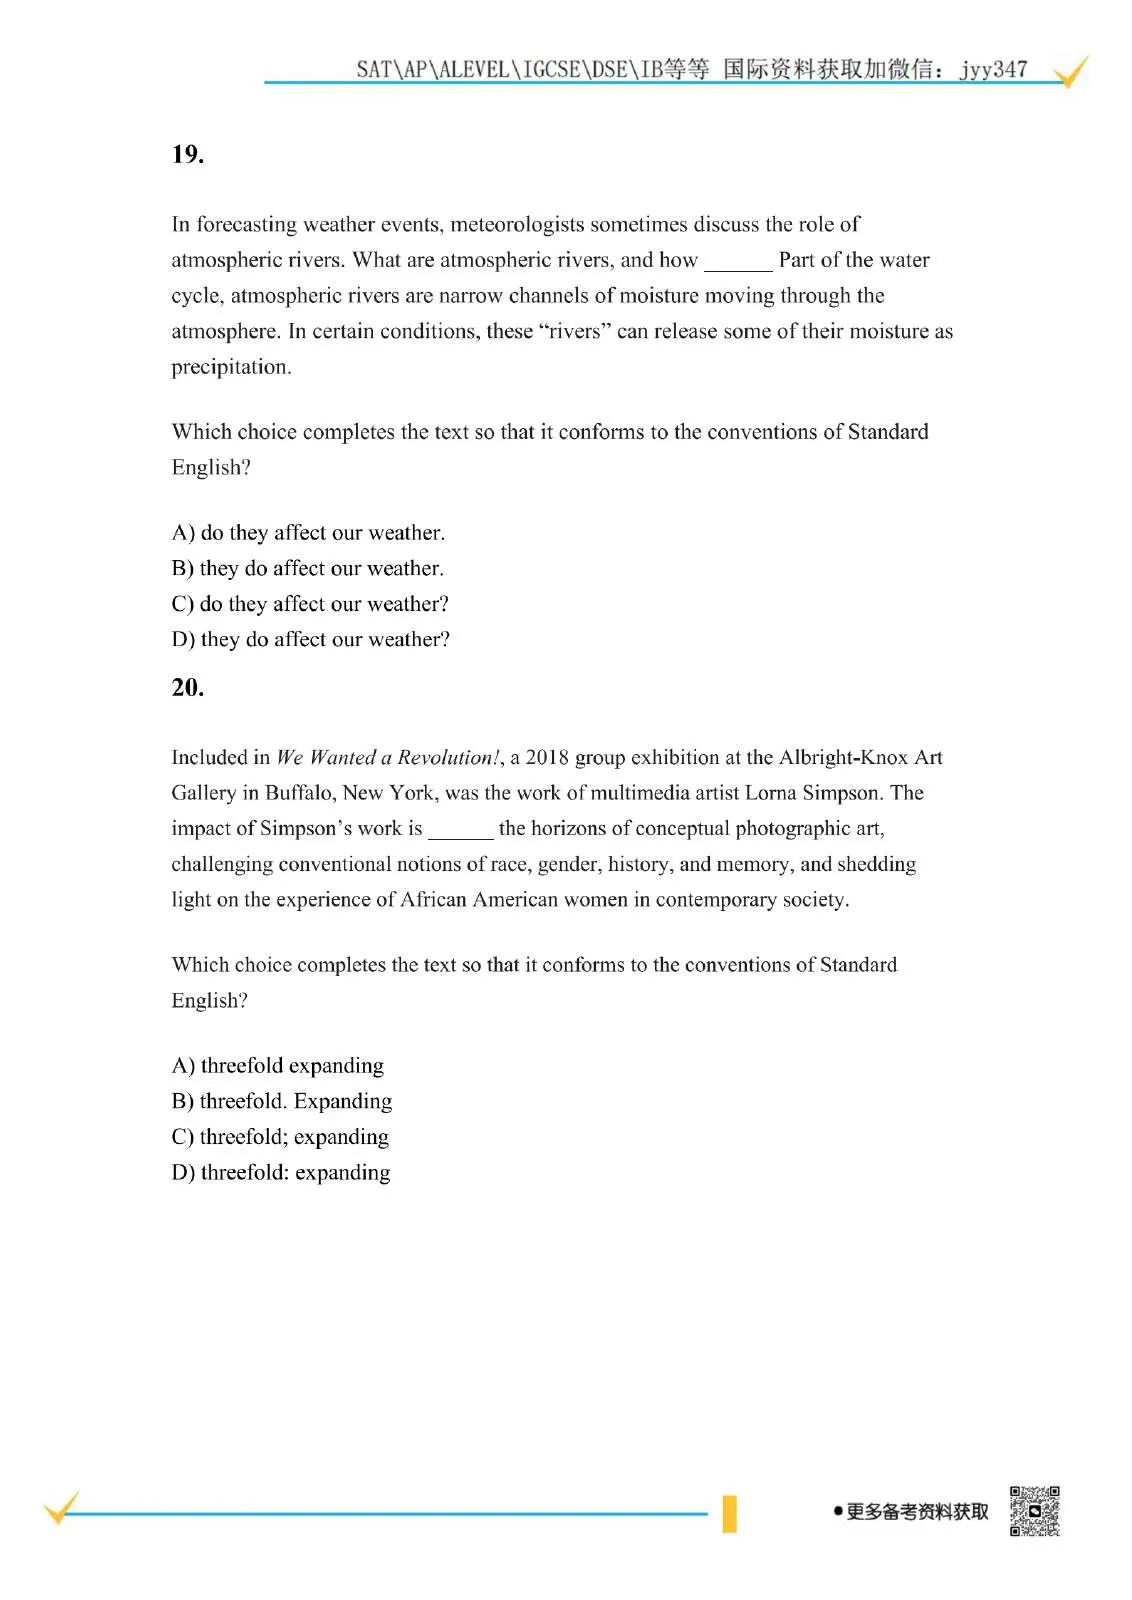 SAT\AP\ALEVEL\IGCSE\DSE\IB等等 国际资料获取加微信：jyy347
19.
In forecasting weather events, meteorologists sometimes discuss the role of
atmospheric rivers. What are atmospheric rivers, and how ______ Part of the water
cycle, atmospheric rivers are narrow channels of moisture moving through the
atmosphere. In certain conditions, these “rivers” can release some of their moisture as
precipitation.
Which choice completes the text so that it conforms to the conventions of Standard
English?
A) do they affect our weather.
B) they do affect our weather.
C) do they affect our weather?
D) they do affect our weather?
20.
Included in We Wanted a Revolution!, a 2018 group exhibition at the Albright-Knox Art
Gallery in Buffalo, New York, was the work of multimedia artist Lorna Simpson. The
impact of Simpson’s work is ______ the horizons of conceptual photographic art,
challenging conventional notions of race, gender, history, and memory, and shedding
light on the experience of African American women in contemporary society.
Which choice completes the text so that it conforms to the conventions of Standard
English?
A) threefold expanding
B) threefold. Expanding
C) threefold; expanding
D) threefold: expanding
•更多备考资料获取